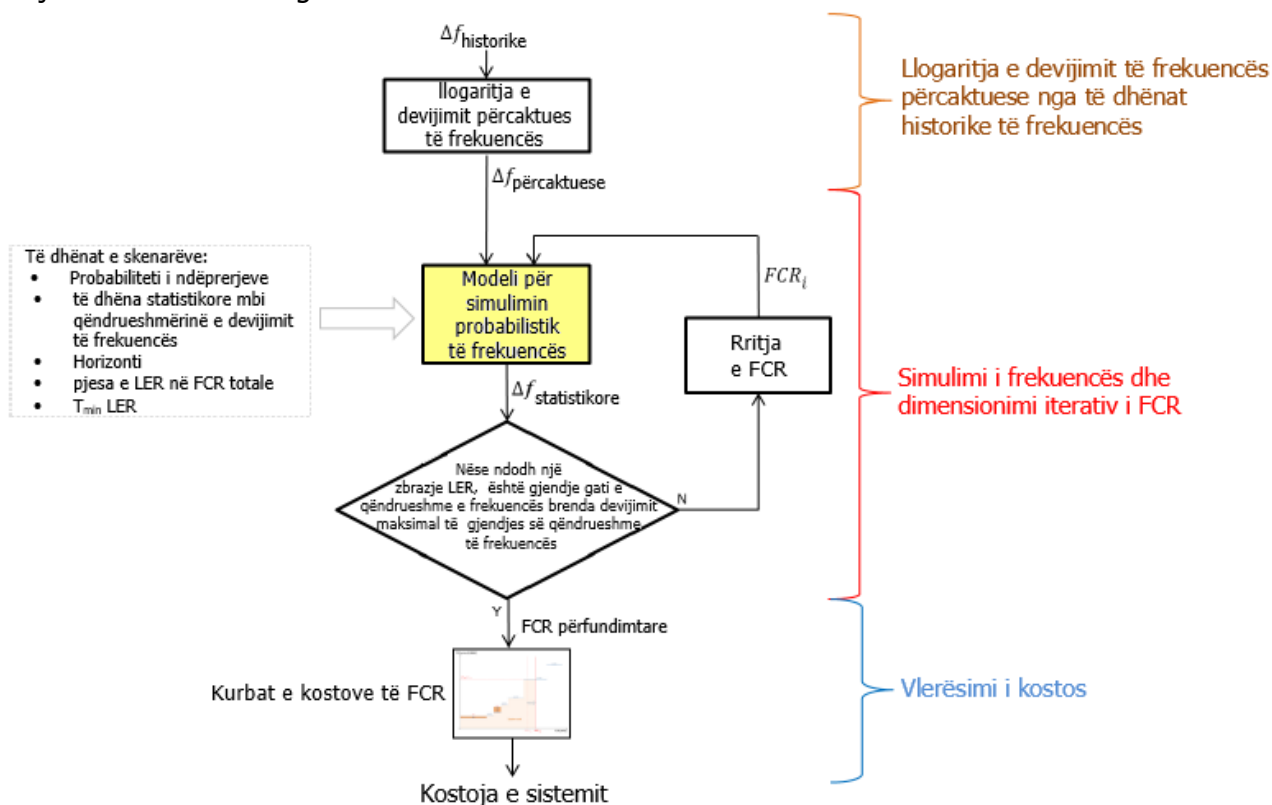 Δf historike
llogaritja e
devijimit përcaktues
të frekuencës
Δf përcaktuese
Llogaritja e devijimit të frekuencës
përcaktuese nga të dhënat
historike të frekuencës
Të dhënat e skenarëve:
• Probabiliteti i ndëprerjeve
• të dhëna statistikore mbi
qëndrueshmërinë e devijimit
të frekuencës
• Horizonti
• pjesa e LER në FCR totale
• Tmin LER
Modeli për
simulimin
probabilistik
të frekuencës
FCRi
Rritja
e FCR
Δf statistikore
Simulimi i frekuencës dhe
dimensionimi iterativ i FCR
Nëse ndodh një
zbrazje LER, është gjendje gati e
qëndrueshme e frekuencës brenda devijimit
maksimal të gjendjes së qëndrueshme
të frekuencës
N
Y
FCR përfundimtare
Kurbat e kostove të FCR
Vlerësimi i kostos
Kostoja e sistemit